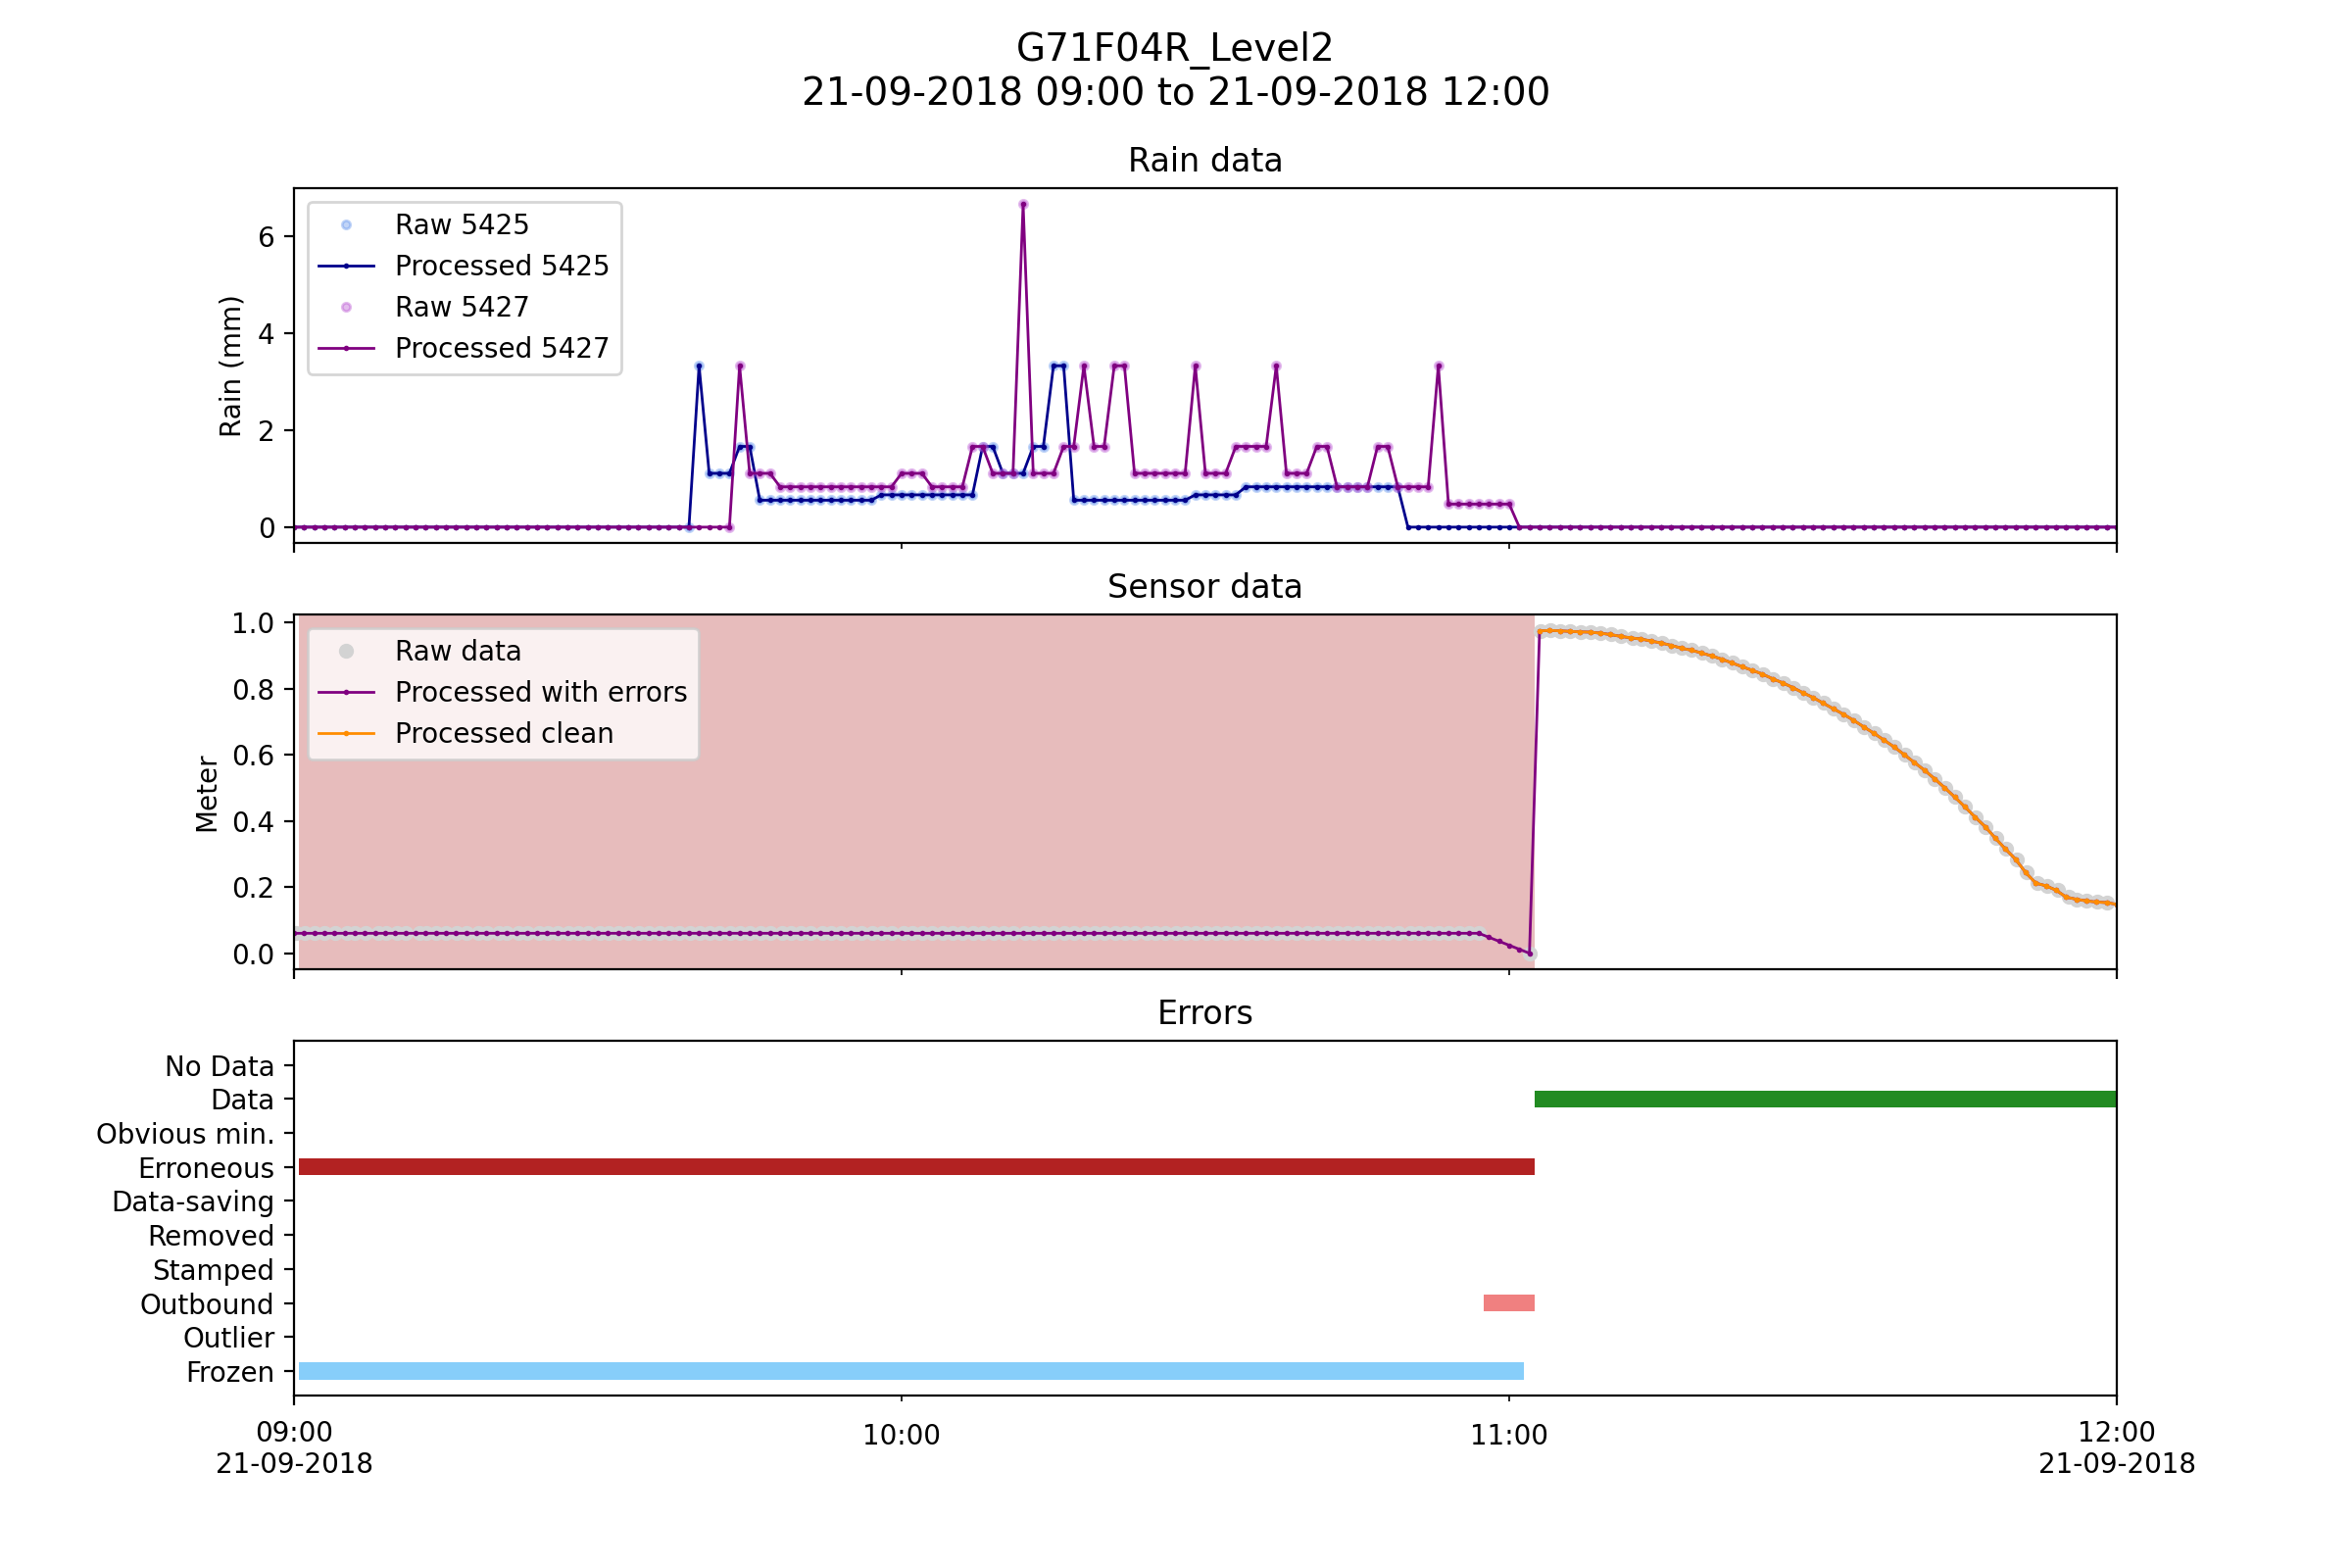 G71F04R_Level2
21-09-2018 09:00 to 21-09-2018 12:00
Rain data
Rain (mm)
6
4
2
0
Raw 5425
Processed 5425
Raw 5427
Processed 5427
Sensor data
Meter
1.0
0.8
0.6
0.4
0.2
0.0
Raw data
Processed with errors
Processed clean
Errors
No Data
Data
Obvious min.
Erroneous
Data-saving
Removed
Stamped
Outbound
Outlier
Frozen
09:00
21-09-2018
10:00
11:00
12:00
21-09-2018